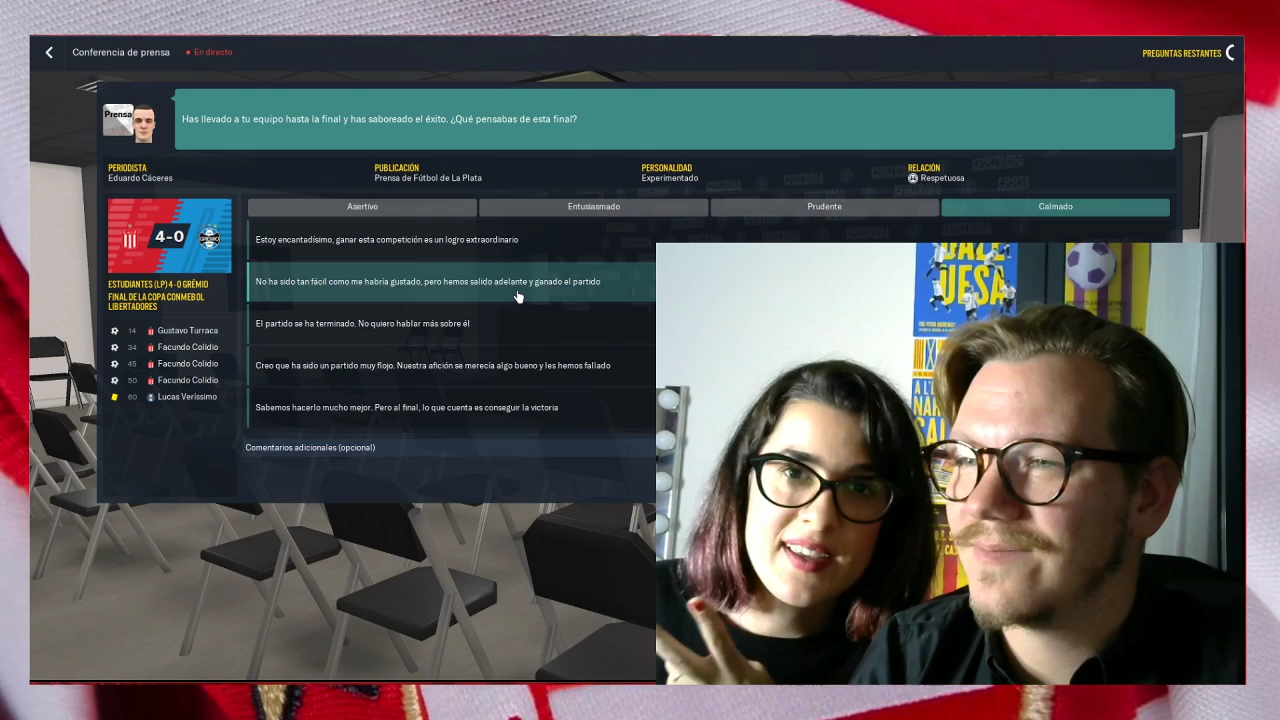 Conferencia de prensa
En directo
PREGUNTAS RESTANTES
Prensa
Has llevado a tu equipo hasta la final y has saboreado el éxito. ¿Qué pensabas de esta final?
PERIODISTA
Eduardo Cáceres
PUBLICACIÓN
Prensa de Fútbol de La Plata
PERSONALIDAD
Experimentado
RELACIÓN
Respetuosa
4-0
GRÊMIO
ESTUDIANTES (LP) 4-0 GRÊMIO
FINAL DE LA COPA CONMEBOL
LIBERTADORES
14 Gustavo Turraca
34 Facundo Colidio
45 Facundo Colidio
50 Facundo Colidio
60 Lucas Veríssimo
Asertivo
Entusiasmado
Prudente
Calmado
Estoy encantadísimo, ganar esta competición es un logro extraordinario
No ha sido tan fácil como me habría gustado, pero hemos salido adelante y ganado el partido
El partido se ha terminado. No quiero hablar más sobre él
Creo que ha sido un partido muy flojo. Nuestra afición se merecía algo bueno y les hemos fallado
Sabemos hacerlo mucho mejor. Pero al final, lo que cuenta es conseguir la victoria
Comentarios adicionales (opcional)